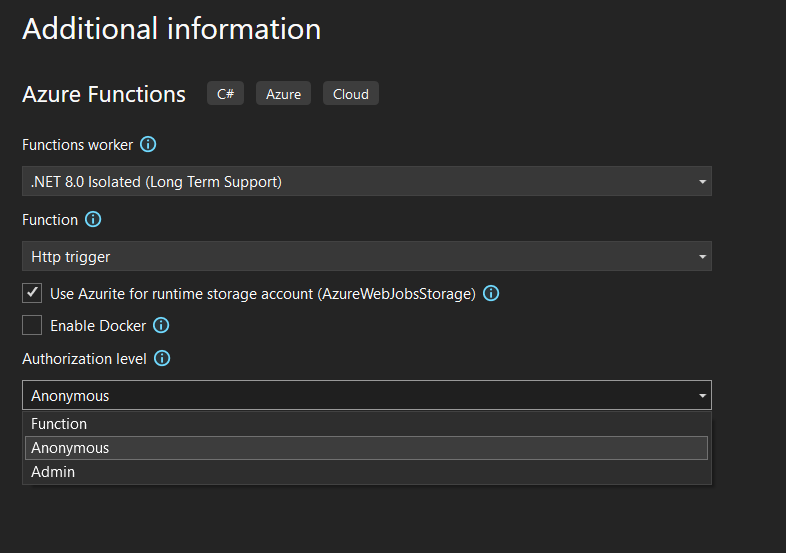 Additional information
Azure Functions C# Azure Cloud
Functions worker
.NET 8.0 Isolated (Long Term Support)
Function
Http trigger
Use Azurite for runtime storage account (AzureWebJobsStorage)
Enable Docker
Authorization level
Anonymous
Function
Anonymous
Admin